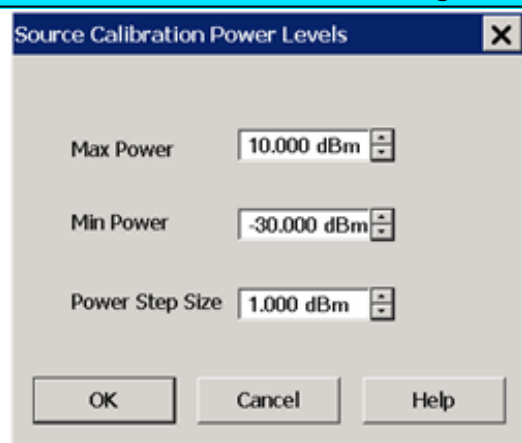 Source Calibration Power Levels
Max Power 10.000 dBm
Min Power -30.000 dBm
Power Step Size 1.000 dBm
OK Cancel Help